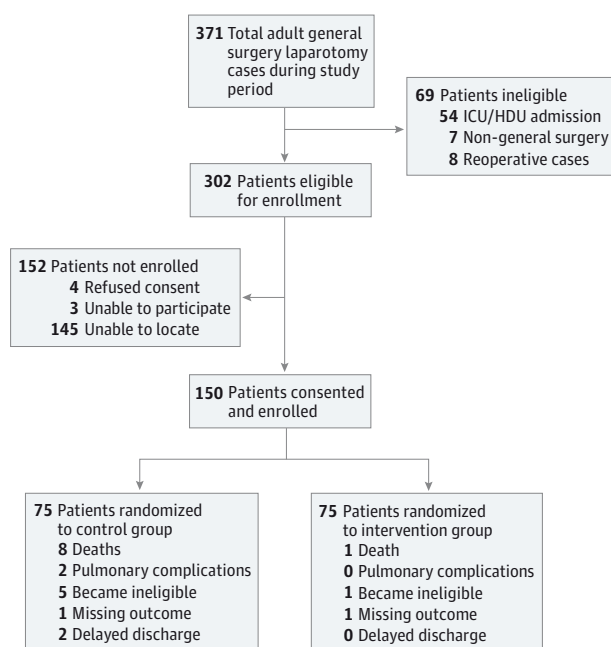 371 Total adult general
surgery laparotomy
cases during study
period
69 Patients ineligible
54 ICU/HDU admission
7 Non-general surgery
8 Reoperative cases
302 Patients eligible
for enrollment
152 Patients not enrolled
4 Refused consent
3 Unable to participate
145 Unable to locate
150 Patients consented
and enrolled
75 Patients randomized
to control group
8 Deaths
2 Pulmonary complications
5 Became ineligible
1 Missing outcome
2 Delayed discharge
75 Patients randomized
to intervention group
1 Death
0 Pulmonary complications
1 Became ineligible
1 Missing outcome
0 Delayed discharge